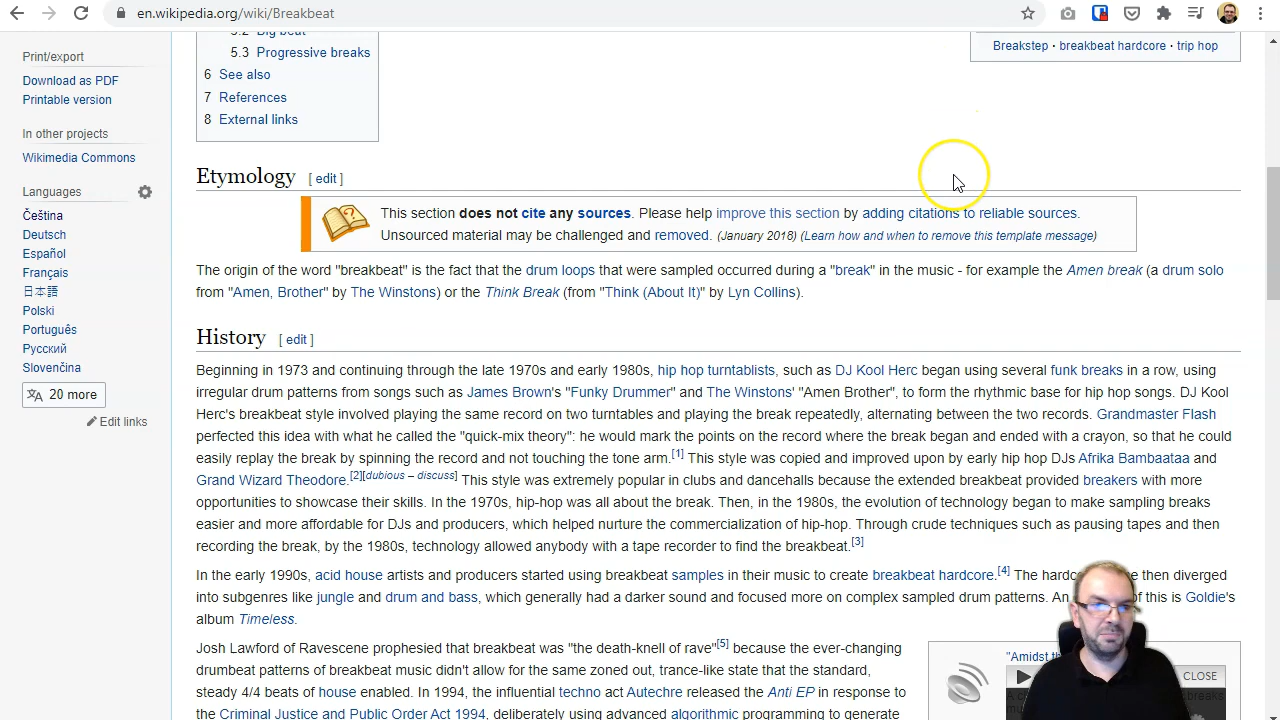 en.wikipedia.org/wiki/Breakbeat
5.2 Big beat
5.3 Progressive breaks
6 See also
7 References
8 External links
Breakstep · breakbeat hardcore · trip hop
Print/export
Download as PDF
Printable version
In other projects
Wikimedia Commons
Languages
Čeština
Deutsch
Español
Français
日本語
Polski
Português
Русский
Slovenčina
20 more
Edit links
Etymology [ edit ]
This section does not cite any sources. Please help improve this section by adding citations to reliable sources.
Unsourced material may be challenged and removed. (January 2018) (Learn how and when to remove this template message)
The origin of the word "breakbeat" is the fact that the drum loops that were sampled occurred during a "break" in the music - for example the Amen break (a drum solo
from "Amen, Brother" by The Winstons) or the Think Break (from "Think (About It)" by Lyn Collins).
History [ edit ]
Beginning in 1973 and continuing through the late 1970s and early 1980s, hip hop turntablists, such as DJ Kool Herc began using several funk breaks in a row, using
irregular drum patterns from songs such as James Brown's "Funky Drummer" and The Winstons' "Amen Brother", to form the rhythmic base for hip hop songs. DJ Kool
Herc's breakbeat style involved playing the same record on two turntables and playing the break repeatedly, alternating between the two records. Grandmaster Flash
perfected this idea with what he called the "quick-mix theory": he would mark the points on the record where the break began and ended with a crayon, so that he could
easily replay the break by spinning the record and not touching the tone arm.[1] This style was copied and improved upon by early hip hop DJs Afrika Bambaataa and
Grand Wizard Theodore.[2][dubious – discuss] This style was extremely popular in clubs and dancehalls because the extended breakbeat provided breakers with more
opportunities to showcase their skills. In the 1970s, hip-hop was all about the break. Then, in the 1980s, the evolution of technology began to make sampling breaks
easier and more affordable for DJs and producers, which helped nurture the commercialization of hip-hop. Through crude techniques such as pausing tapes and then
recording the break, by the 1980s, technology allowed anybody with a tape recorder to find the breakbeat.[3]
In the early 1990s, acid house artists and producers started using breakbeat samples in their music to create breakbeat hardcore.[4] The hardc e then diverged
into subgenres like jungle and drum and bass, which generally had a darker sound and focused more on complex sampled drum patterns. An of this is Goldie's
album Timeless.
Josh Lawford of Ravescene prophesied that breakbeat was "the death-knell of rave"[5] because the ever-changing
drumbeat patterns of breakbeat music didn't allow for the same zoned out, trance-like state that the standard,
steady 4/4 beats of house enabled. In 1994, the influential techno act Autechre released the Anti EP in response to
the Criminal Justice and Public Order Act 1994, deliberately using advanced algorithmic programming to generate
"Amidst th
CLOSE